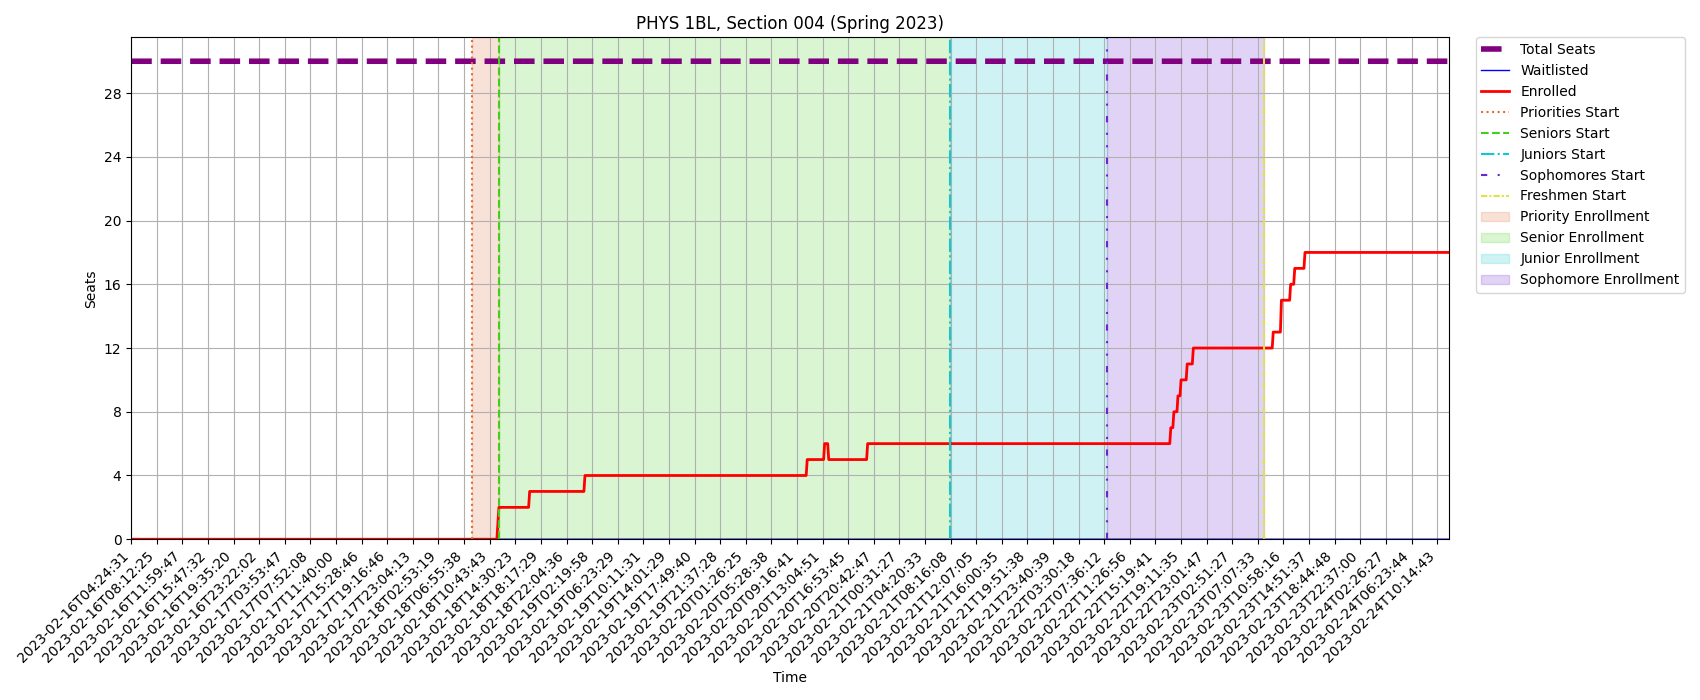 PHYS 1BL, Section 004 (Spring 2023)
Total Seats
Waitlisted
Enrolled
Priorities Start
Seniors Start
Juniors Start
Sophomores Start
Freshmen Start
Priority Enrollment
Senior Enrollment
Junior Enrollment
Sophomore Enrollment
Seats
28
24
20
16
12
8
4
0
2023-02-16T04:24:31
2023-02-16T08:12:25
2023-02-16T11:59:47
2023-02-16T15:47:32
2023-02-16T19:35:20
2023-02-16T23:22:02
2023-02-17T03:53:47
2023-02-17T07:52:08
2023-02-17T11:40:00
2023-02-17T15:28:46
2023-02-17T19:16:46
2023-02-17T23:04:13
2023-02-18T02:53:19
2023-02-18T06:55:38
2023-02-18T10:43:43
2023-02-18T14:30:23
2023-02-18T18:17:29
2023-02-18T22:04:36
2023-02-19T02:19:58
2023-02-19T06:23:29
2023-02-19T10:11:31
2023-02-19T14:01:29
2023-02-19T17:49:40
2023-02-19T21:37:28
2023-02-20T01:26:25
2023-02-20T05:28:38
2023-02-20T09:16:41
2023-02-20T13:04:51
2023-02-20T16:53:45
2023-02-20T20:42:47
2023-02-21T00:31:27
2023-02-21T04:20:33
2023-02-21T08:16:08
2023-02-21T12:07:05
2023-02-21T16:00:35
2023-02-21T19:51:38
2023-02-21T23:40:39
2023-02-22T03:30:18
2023-02-22T07:36:12
2023-02-22T11:26:56
2023-02-22T15:19:41
2023-02-22T19:11:35
2023-02-22T23:01:47
2023-02-23T02:51:27
2023-02-23T07:07:33
2023-02-23T10:58:16
2023-02-23T14:51:37
2023-02-23T18:44:48
2023-02-23T22:37:00
2023-02-24T02:26:27
2023-02-24T06:23:44
2023-02-24T10:14:43
Time